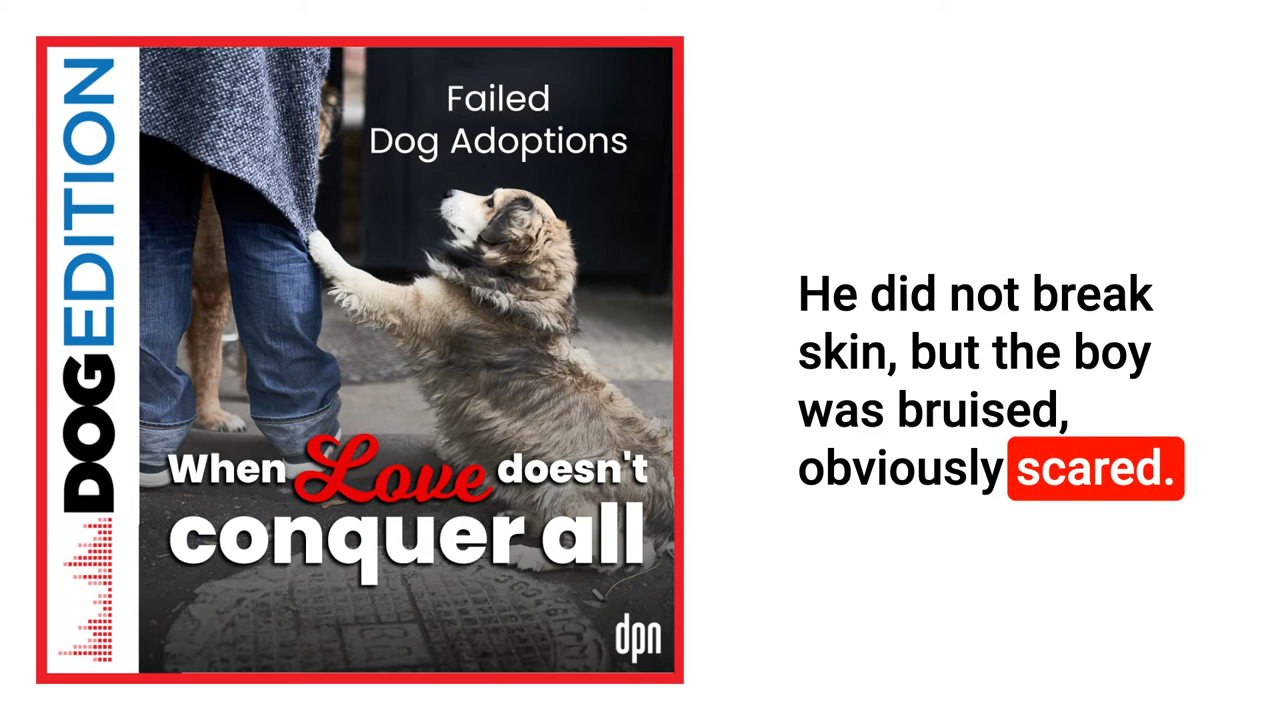 DOGEDITION
Failed
Dog Adoptions
When Love doesn't
conquer all
dpn
He did not break
skin, but the boy
was bruised,
obviously scared.